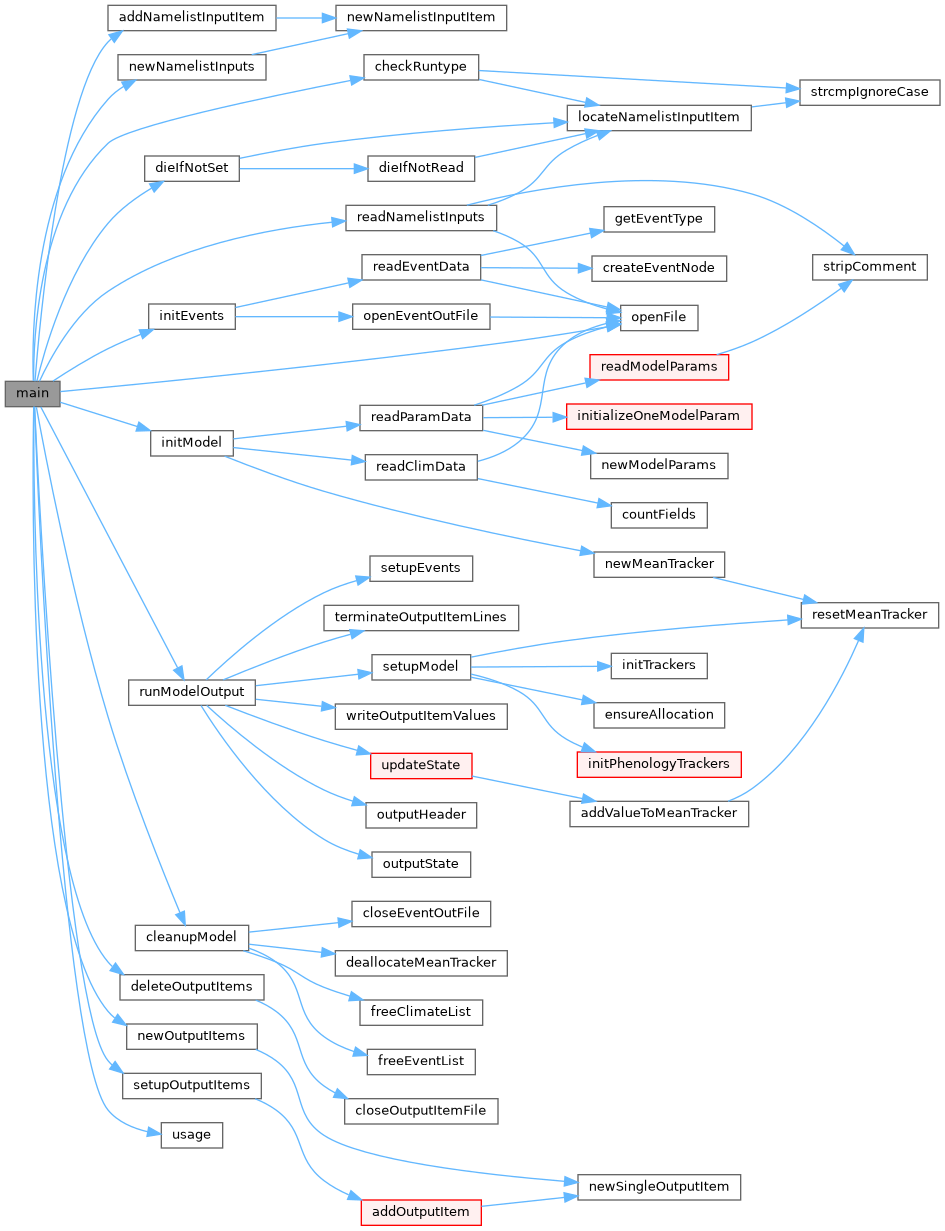 addNamelistInputItem
newNamelistInputItem
newNamelistInputs
checkRuntype
strcmpIgnoreCase
locateNamelistInputItem
dieIfNotSet
dieIfNotRead
readNamelistInputs
getEventType
readEventData
createEventNode
stripComment
initEvents
openEventOutFile
openFile
readModelParams
main
readParamData
initializeOneModelParam
initModel
readClimData
newModelParams
countFields
newMeanTracker
setupEvents
resetMeanTracker
terminateOutputItemLines
setupModel
initTrackers
runModelOutput
writeOutputItemValues
ensureAllocation
updateState
initPhenologyTrackers
outputHeader
addValueToMeanTracker
outputState
closeEventOutFile
cleanupModel
deallocateMeanTracker
deleteOutputItems
freeClimateList
newOutputItems
freeEventList
setupOutputItems
closeOutputItemFile
usage
newSingleOutputItem
addOutputItem